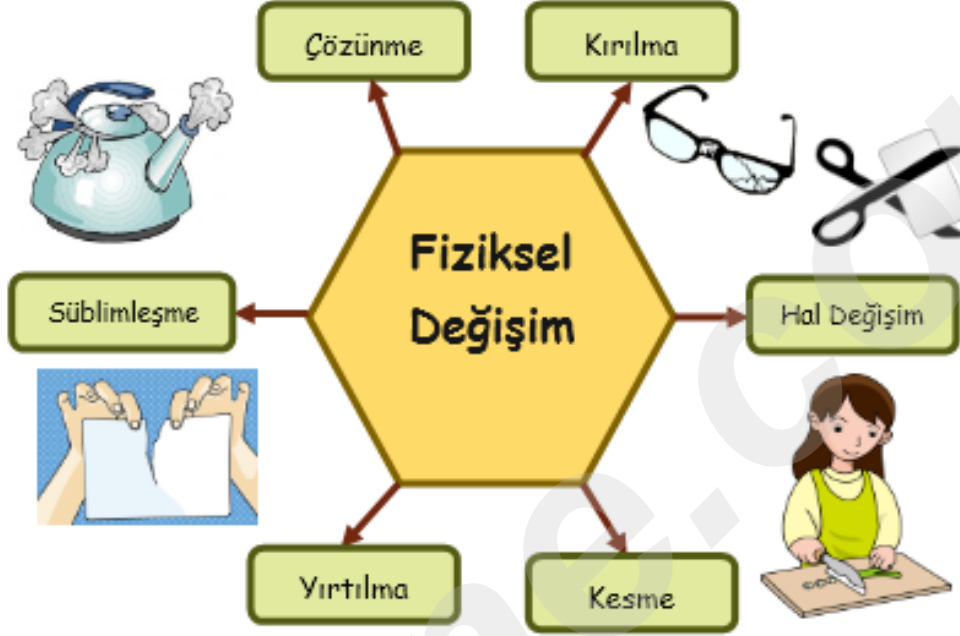 Çözünme
Kırılma
Fiziksel
Değişim
Süblimleşme
Hal Değişim
Yırtılma
Kesme